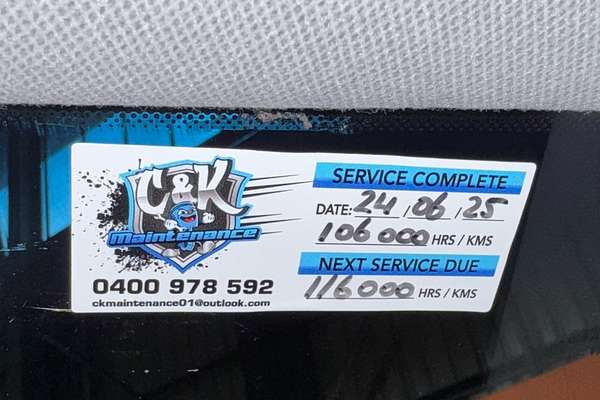 C&K
Maintenance
0400 978 592
ckmaintenance01@outlook.com
SERVICE COMPLETE
DATE: 24 / 06 / 25
106 000 HRS / KMS
NEXT SERVICE DUE
116000 HRS / KMS